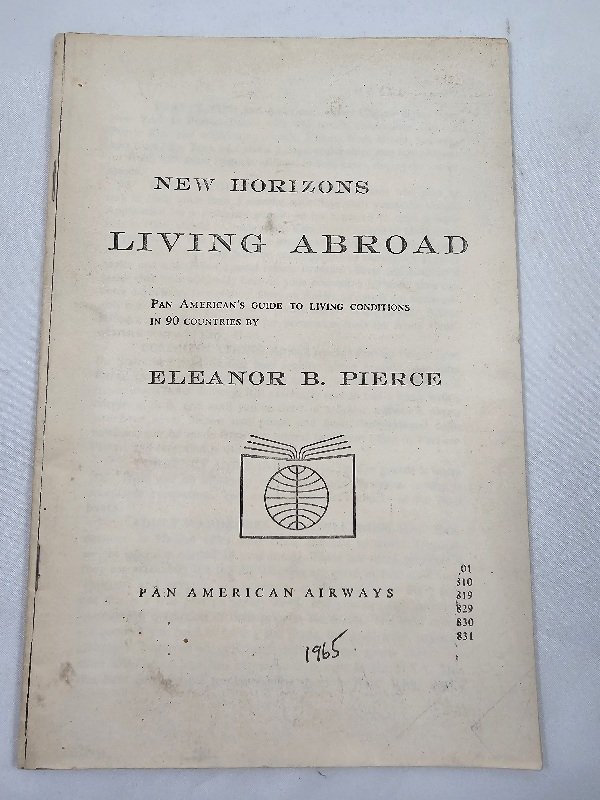 NEW HORIZONS
LIVING ABROAD
PAN AMERICAN'S GUIDE TO LIVING CONDITIONS
IN 90 COUNTRIES BY
ELEANOR B. PIERCE
PAN AMERICAN AIRWAYS
01
310
819
829
830
831
1965